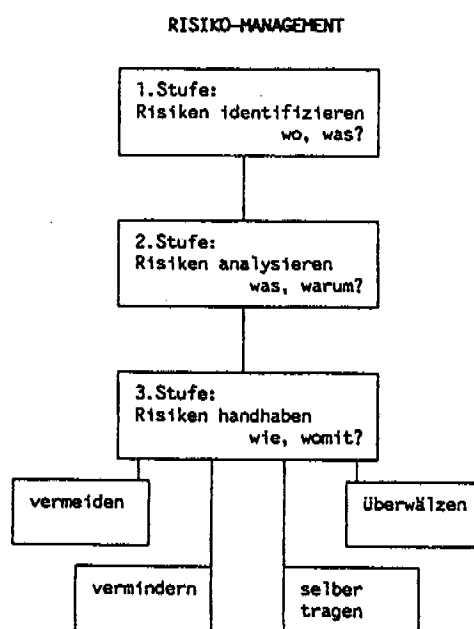 RISIKO-MANAGEMENT
1.Stufe:
Risiken identifizieren
wo, was?
2.Stufe:
Risiken analysieren
was, warum?
3.Stufe:
Risiken handhaben
wie, womit?
vermeiden
überwälzen
vermindern
selber
tragen